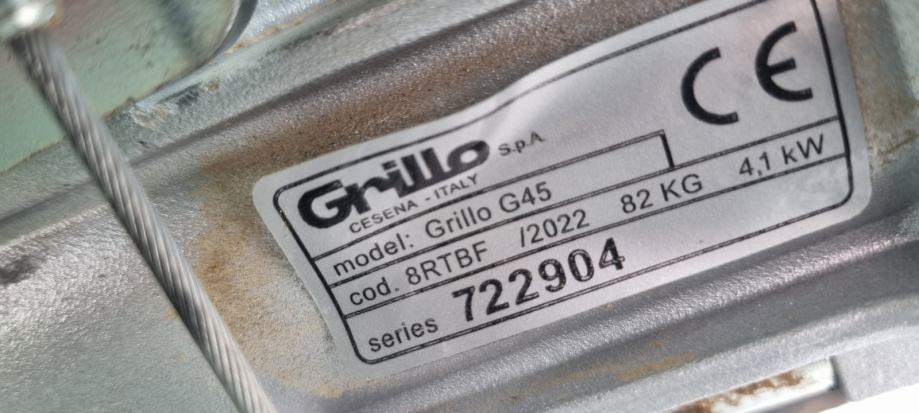 Grillo S.p.A.
CESENA - ITALY
CE
model: Grillo G45
cod. 8RTBF /2022 82 KG 4,1 kW
series 722904